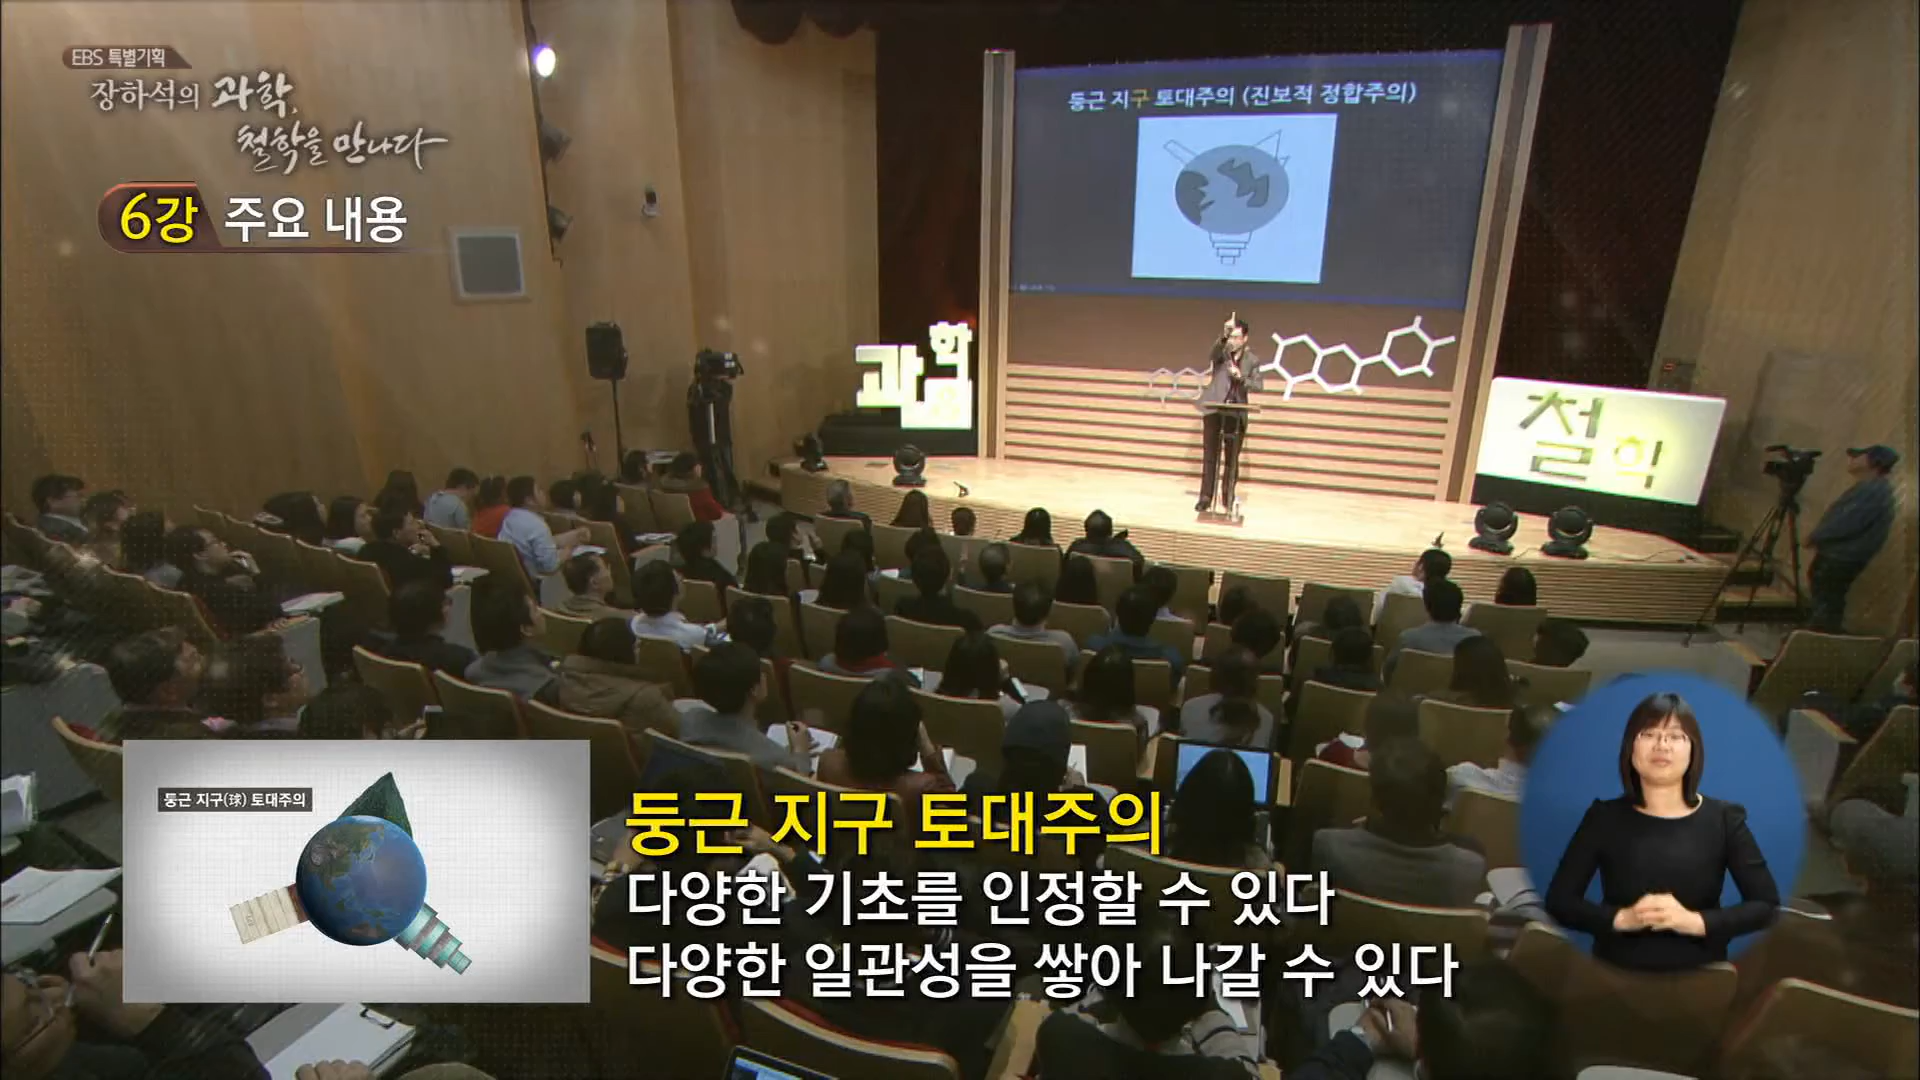 EBS 특별기획
장하석의 과학,
철학을 만나다
6강 주요 내용
둥근 지구 토대주의 (진보적 정합주의)
과학
철학
둥근 지구(球) 토대주의
둥근 지구 토대주의
다양한 기초를 인정할 수 있다
다양한 일관성을 쌓아 나갈 수 있다